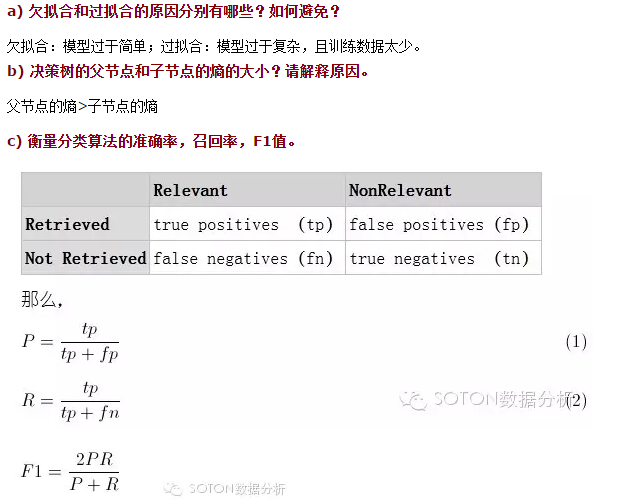 a) 欠拟合和过拟合的原因分别有哪些？如何避免？
欠拟合：模型过于简单；过拟合：模型过于复杂，且训练数据太少。
b) 决策树的父节点和子节点的熵的大小？请解释原因。
父节点的熵>子节点的熵
c) 衡量分类算法的准确率，召回率，F1值。
Relevant NonRelevant
Retrieved true positives (tp) false positives (fp)
Not Retrieved false negatives (fn) true negatives (tn)
那么，
P = tp / (tp + fp) (1)
R = tp / (tp + fn) (2)
SOTON数据分析
F1 = 2PR / (P + R)
SOTON数据分析